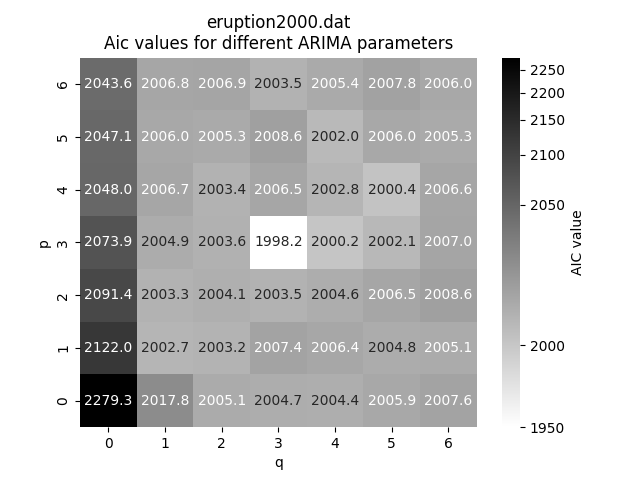 eruption2000.dat
Aic values for different ARIMA parameters
6 2043.6 2006.8 2006.9 2003.5 2005.4 2007.8 2006.0
5 2047.1 2006.0 2005.3 2008.6 2002.0 2006.0 2005.3
4 2048.0 2006.7 2003.4 2006.5 2002.8 2000.4 2006.6
3 2073.9 2004.9 2003.6 1998.2 2000.2 2002.1 2007.0
2 2091.4 2003.3 2004.1 2003.5 2004.6 2006.5 2008.6
1 2122.0 2002.7 2003.2 2007.4 2006.4 2004.8 2005.1
0 2279.3 2017.8 2005.1 2004.7 2004.4 2005.9 2007.6
0 1 2 3 4 5 6
q
p
2250
2200
2150
2100
2050
2000
1950
AIC value